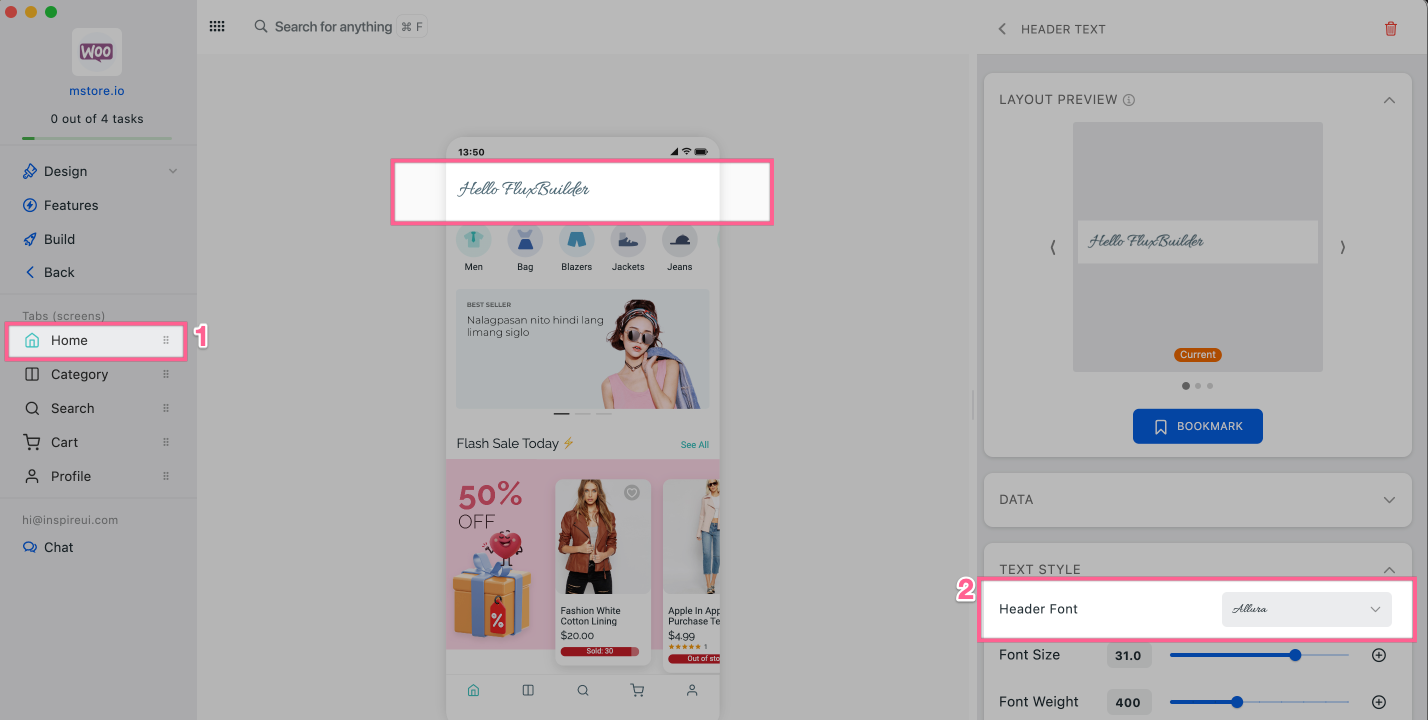 WOO
mstore.io
0 out of 4 tasks
Design
Features
Build
Back
Tabs (screens)
Home
1
Category
Search
Cart
Profile
hi@inspireui.com
Chat
Search for anything
⌘ F
13:50
Hello FluxBuilder
Men
Bag
Blazers
Jackets
Jeans
BEST SELLER
Nalagpasan nito hindi lang
limang siglo
Flash Sale Today ⚡
See All
50%
OFF
%
Fashion White
Cotton Lining
$20.00
Sold: 30
Apple In App
Purchase Te
$4.99
★★★★★ 1
Out of sto
HEADER TEXT
LAYOUT PREVIEW
Hello FluxBuilder
Current
BOOKMARK
DATA
TEXT STYLE
2
Header Font
Allura
Font Size
31.0
Font Weight
400